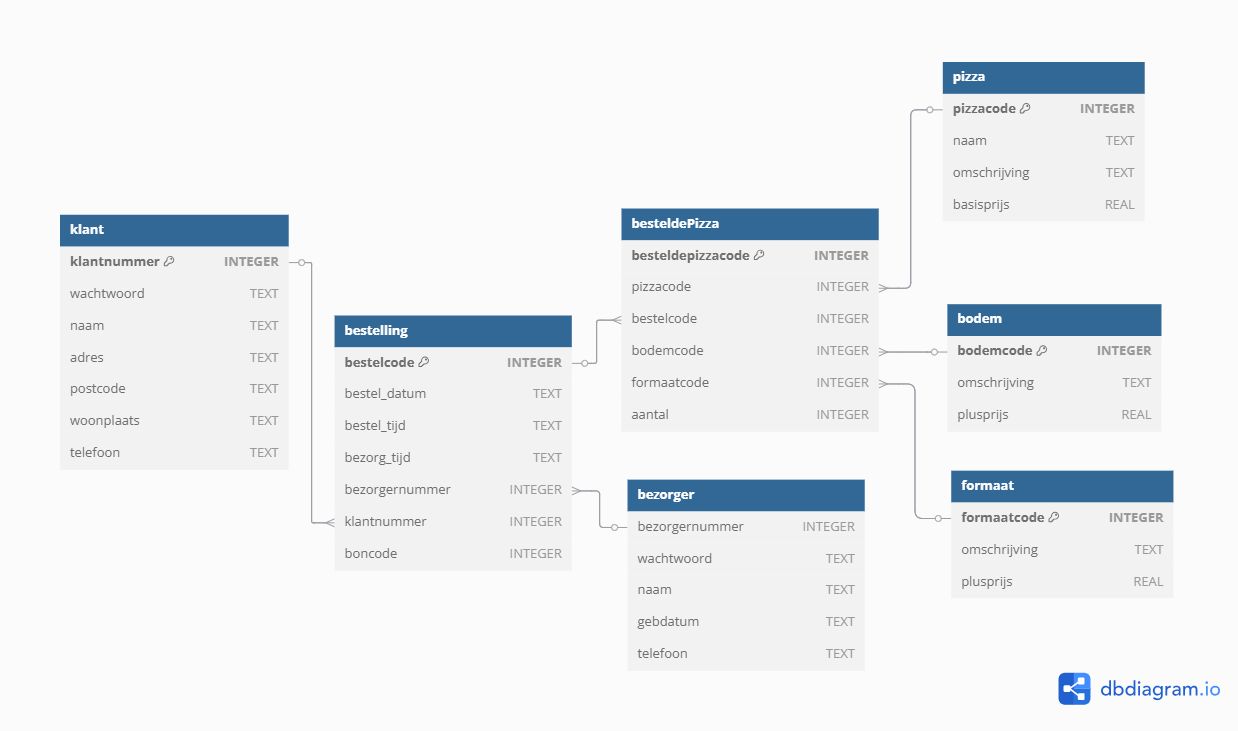 klant
klantnummer INTEGER
wachtwoord TEXT
naam TEXT
adres TEXT
postcode TEXT
woonplaats TEXT
telefoon TEXT
bestelling
bestelcode INTEGER
bestel_datum TEXT
bestel_tijd TEXT
bezorg_tijd TEXT
bezorgernummer INTEGER
klantnummer INTEGER
boncode INTEGER
besteldePizza
besteldepizzacode INTEGER
pizzacode INTEGER
bestelcode INTEGER
bodemcode INTEGER
formaatcode INTEGER
aantal INTEGER
bezorger
bezorgernummer INTEGER
wachtwoord TEXT
naam TEXT
gebdatum TEXT
telefoon TEXT
pizza
pizzacode INTEGER
naam TEXT
omschrijving TEXT
basisprijs REAL
bodem
bodemcode INTEGER
omschrijving TEXT
plusprijs REAL
formaat
formaatcode INTEGER
omschrijving TEXT
plusprijs REAL
dbdiagram.io